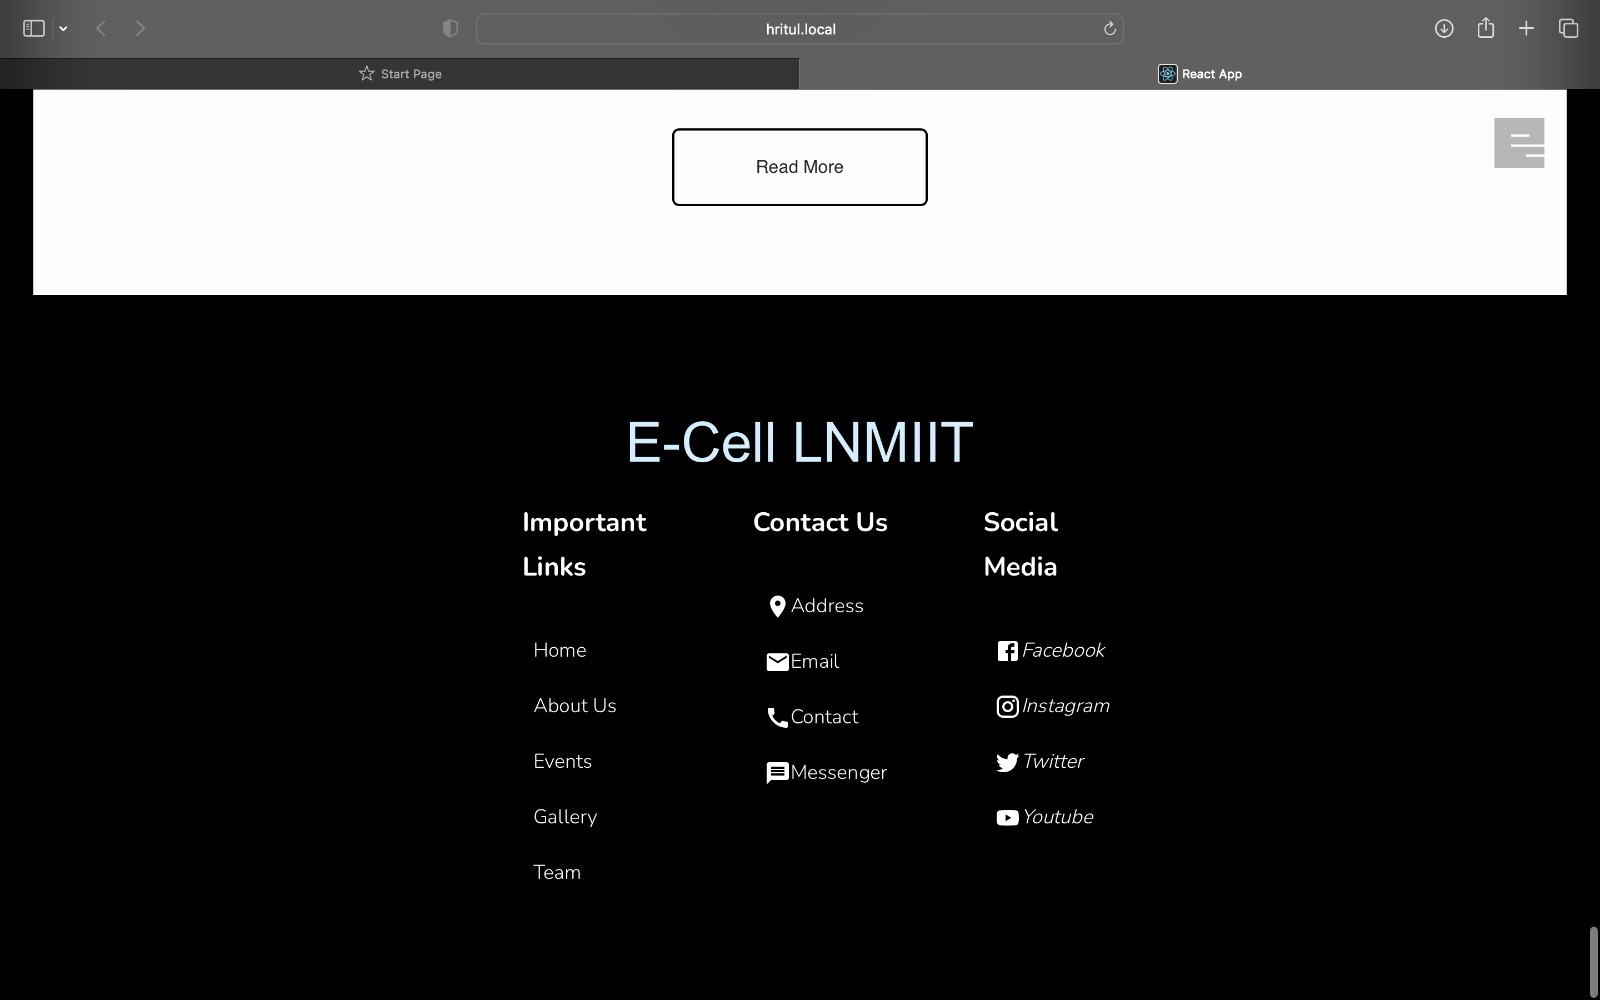 hritul.local
Start Page
React App
Read More
E-Cell LNMIIT
Important
Links
Home
About Us
Events
Gallery
Team
Contact Us
Address
Email
Contact
Messenger
Social
Media
Facebook
Instagram
Twitter
Youtube